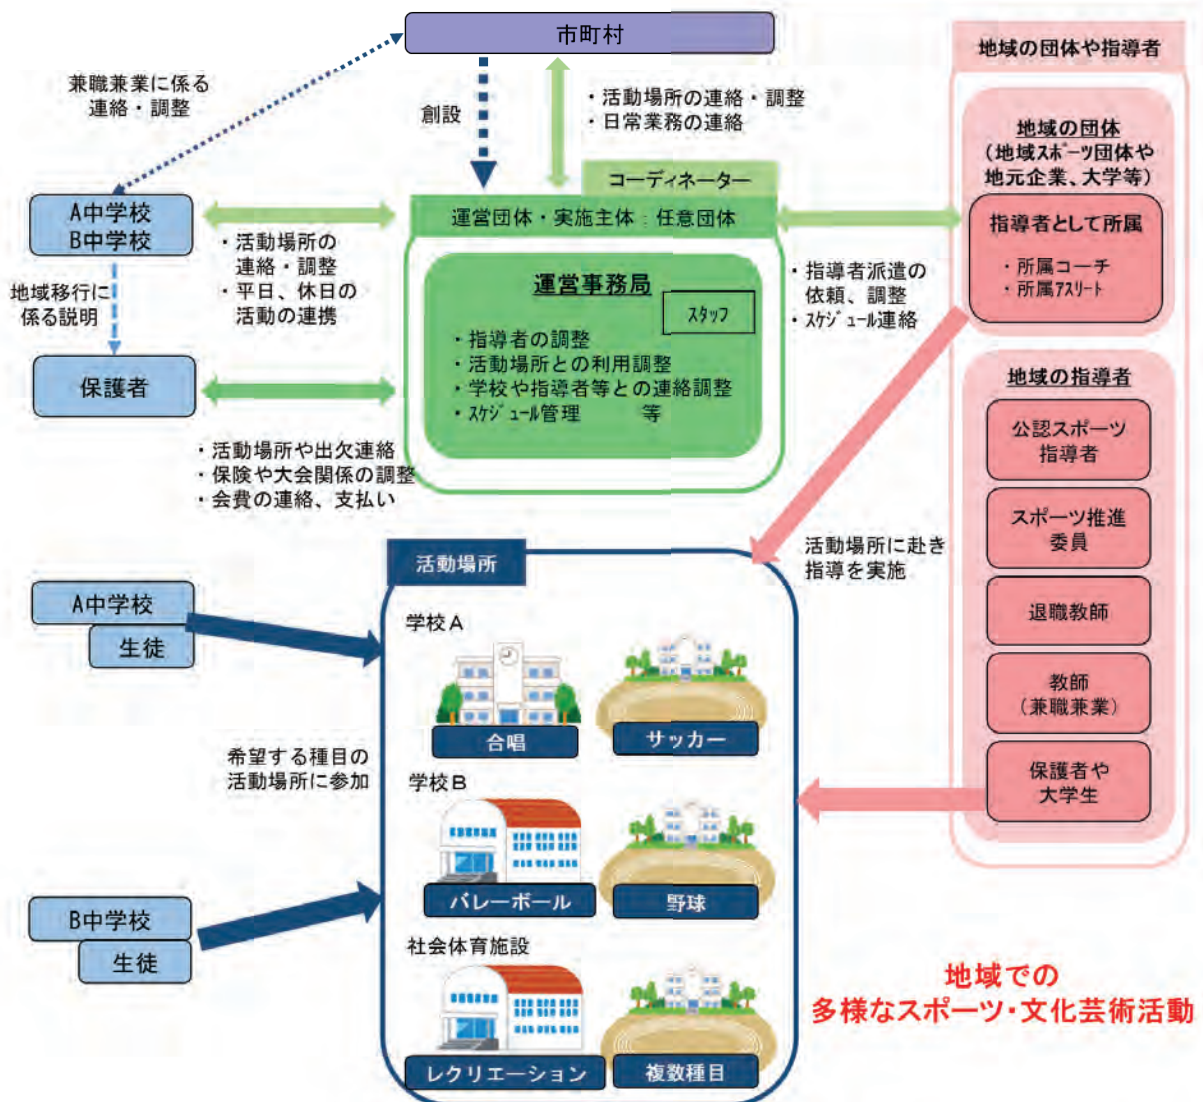 市町村
兼職兼業に係る
連絡・調整
創設
・活動場所の連絡・調整
・日常業務の連絡
コーディネーター
A中学校
B中学校
運営団体・実施主体：任意団体
・活動場所の
連絡・調整
・平日、休日の
活動の連携
地域移行に
係る説明
運営事務局
スタッフ
・指導者の調整
・活動場所との利用調整
・学校や指導者等との連絡調整
・ｽｹｼﾞｭｰﾙ管理　　等
・指導者派遣の
依頼、調整
・ｽｹｼﾞｭｰﾙ連絡
保護者
・活動場所や出欠連絡
・保険や大会関係の調整
・会費の連絡、支払い
地域の団体や指導者
地域の団体
（地域ｽﾎﾟｰﾂ団体や
地元企業、大学等）
指導者として所属
・所属コーチ
・所属ｱｽﾘｰﾄ
地域の指導者
公認スポーツ
指導者
スポーツ推進
委員
退職教師
教師
（兼職兼業）
保護者や
大学生
活動場所に赴き
指導を実施
A中学校
生徒
希望する種目の
活動場所に参加
B中学校
生徒
活動場所
学校Ａ
合唱
サッカー
学校Ｂ
バレーボール
野球
社会体育施設
レクリエーション
複数種目
地域での
多様なスポーツ・文化芸術活動